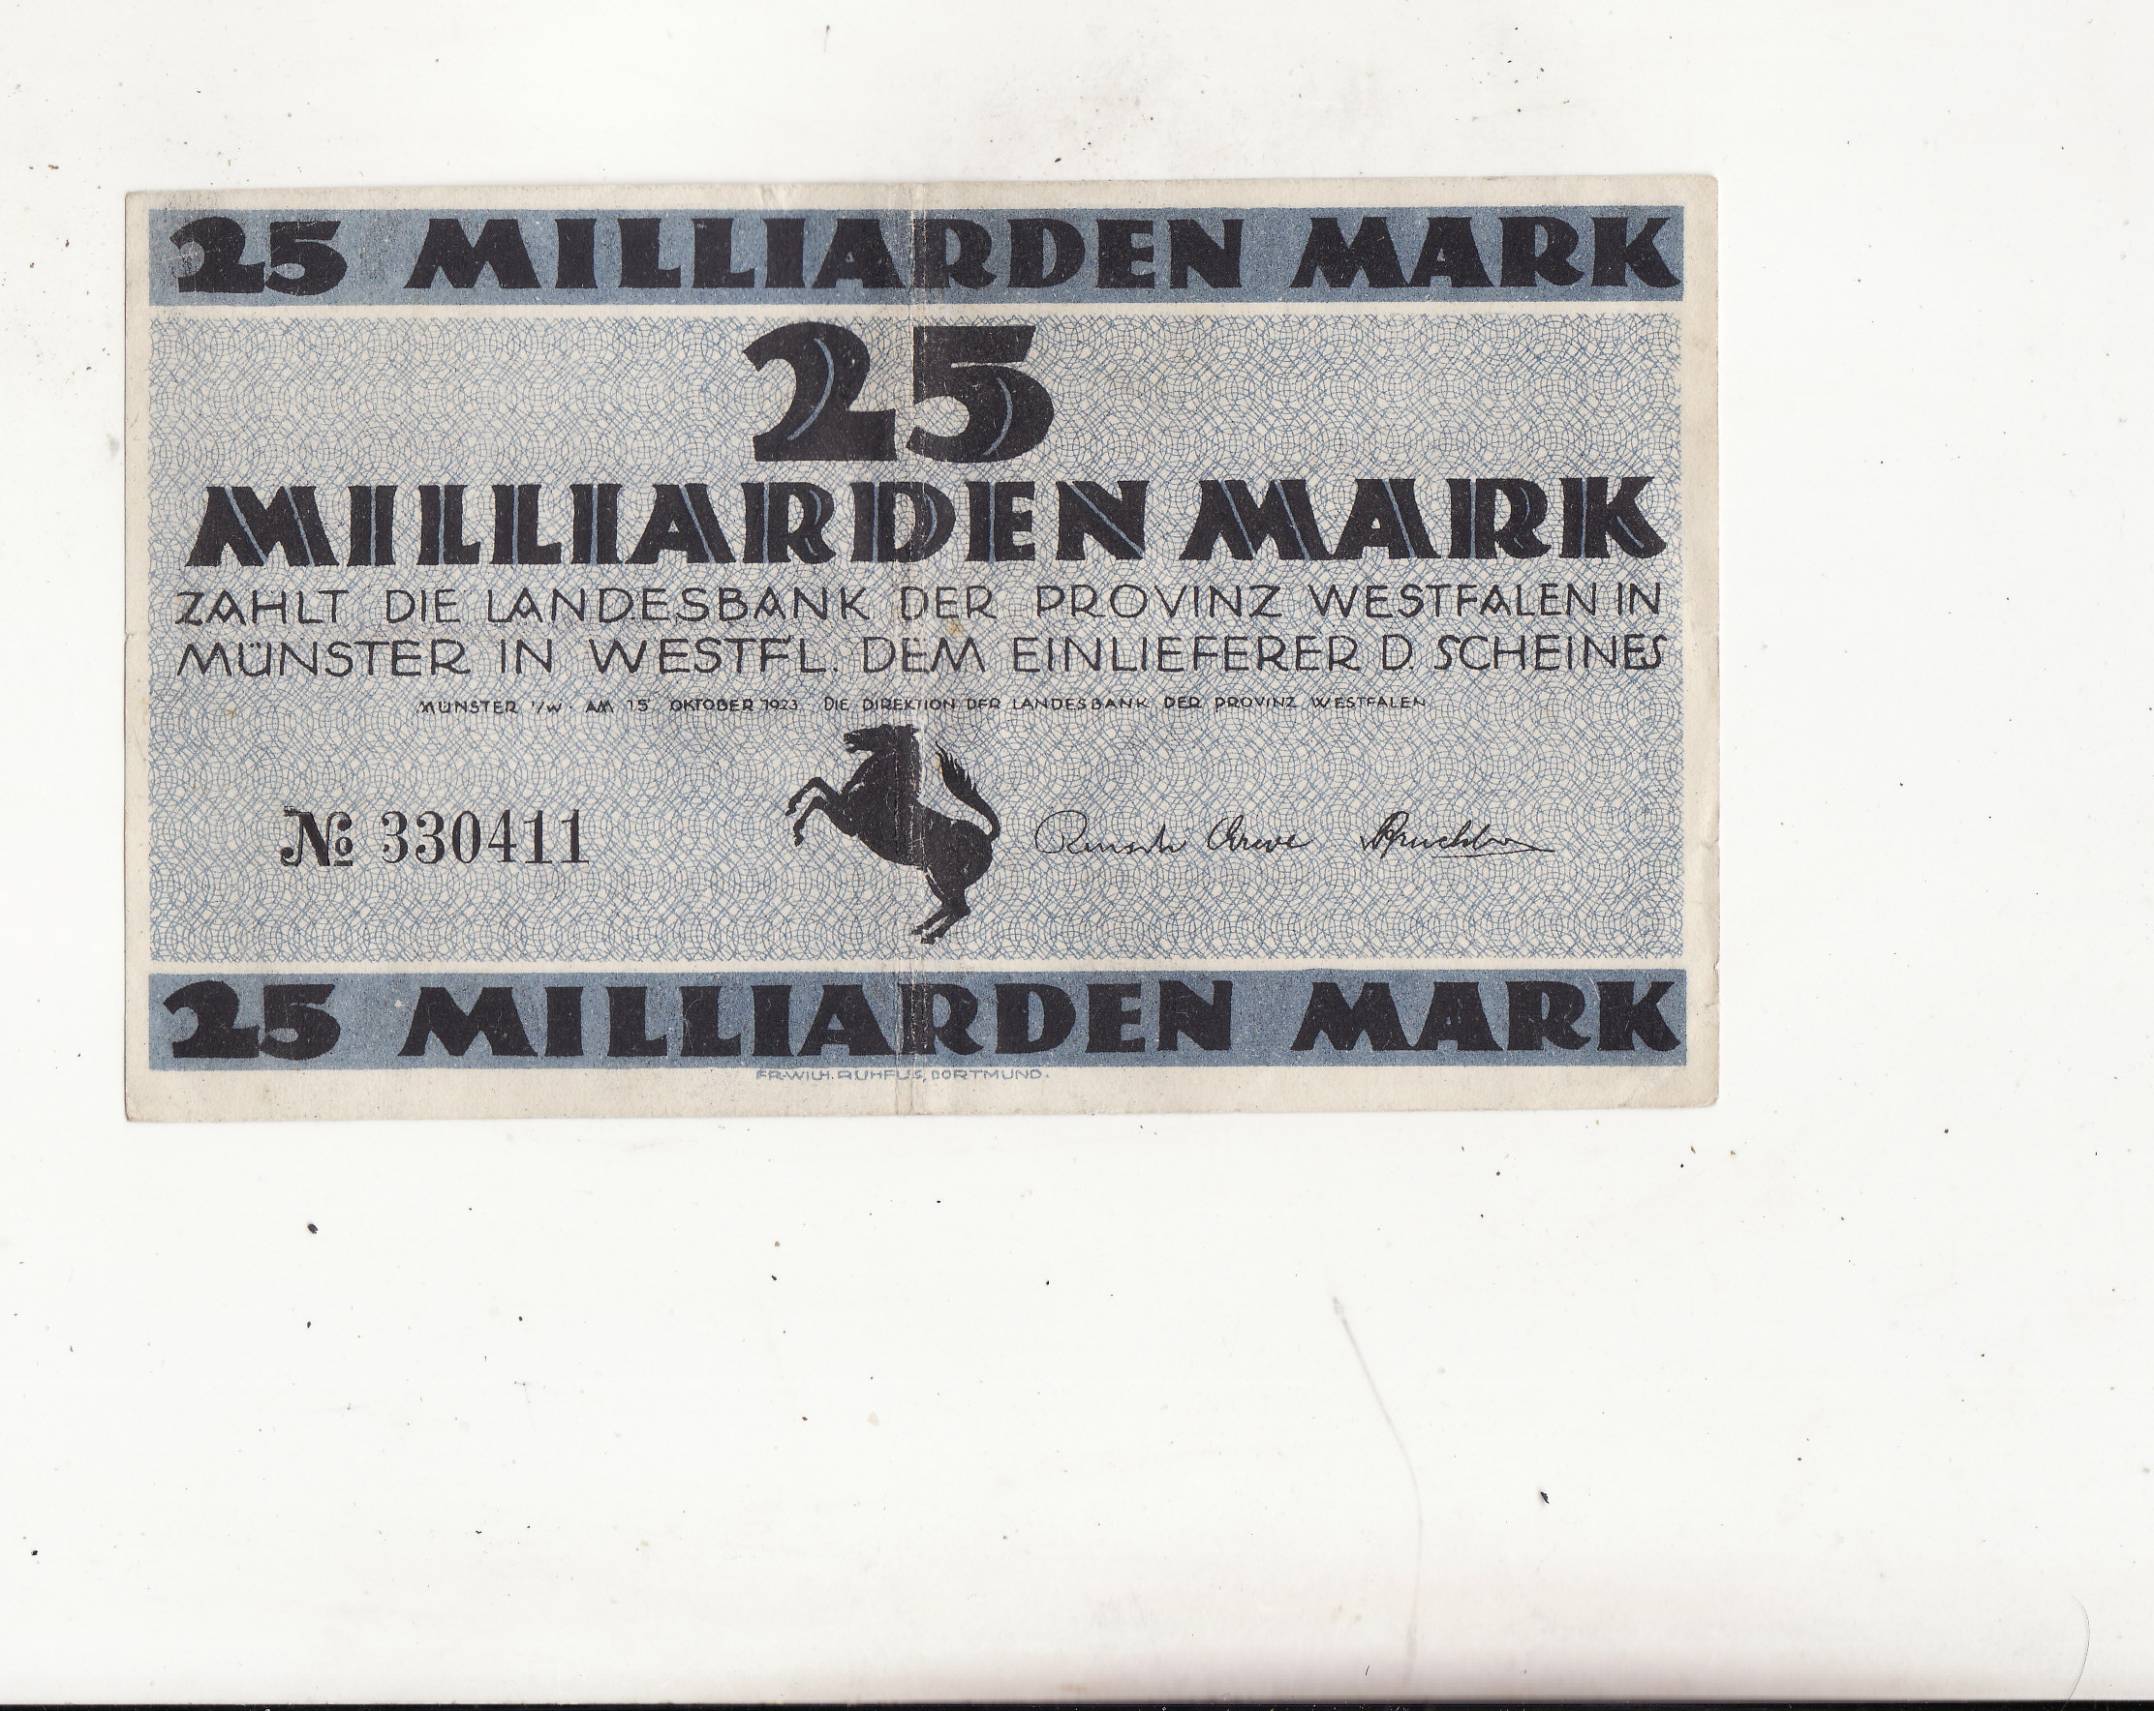 25 MILLIARDEN MARK
25
MILLIARDEN MARK
ZAHLT DIE LANDESBANK DER PROVINZ WESTFALEN IN
MÜNSTER IN WESTFL. DEM EINLIEFERER D. SCHEINES
MÜNSTER I/W AM 15 OKTOBER 1923 DIE DIREKTION DER LANDESBANK DER PROVINZ WESTFALEN
№ 330411
25 MILLIARDEN MARK
FR.WILH.RUHFUS, DORTMUND.